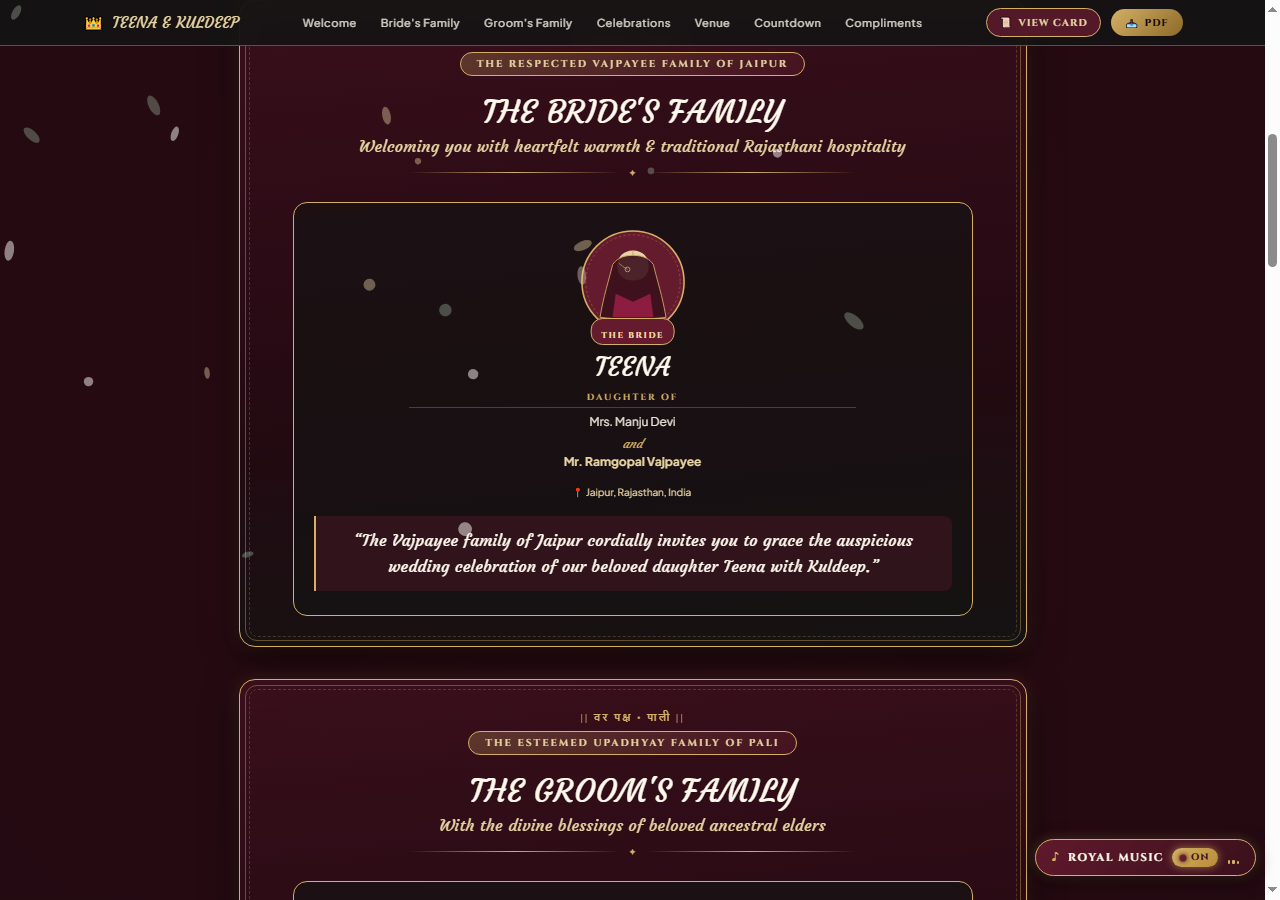 TEENA & KULDEEP
Welcome
Bride's Family
Groom's Family
Celebrations
Venue
Countdown
Compliments
VIEW CARD
PDF
THE RESPECTED VAJPAYEE FAMILY OF JAIPUR
THE BRIDE'S FAMILY
Welcoming you with heartfelt warmth & traditional Rajasthani hospitality
THE BRIDE
TEENA
DAUGHTER OF
Mrs. Manju Devi
and
Mr. Ramgopal Vajpayee
Jaipur, Rajasthan, India
“The Vajpayee family of Jaipur cordially invites you to grace the auspicious
wedding celebration of our beloved daughter Teena with Kuldeep.”
|| वर पक्ष • पाली ||
THE ESTEEMED UPADHYAY FAMILY OF PALI
THE GROOM'S FAMILY
With the divine blessings of beloved ancestral elders
ROYAL MUSIC
ON